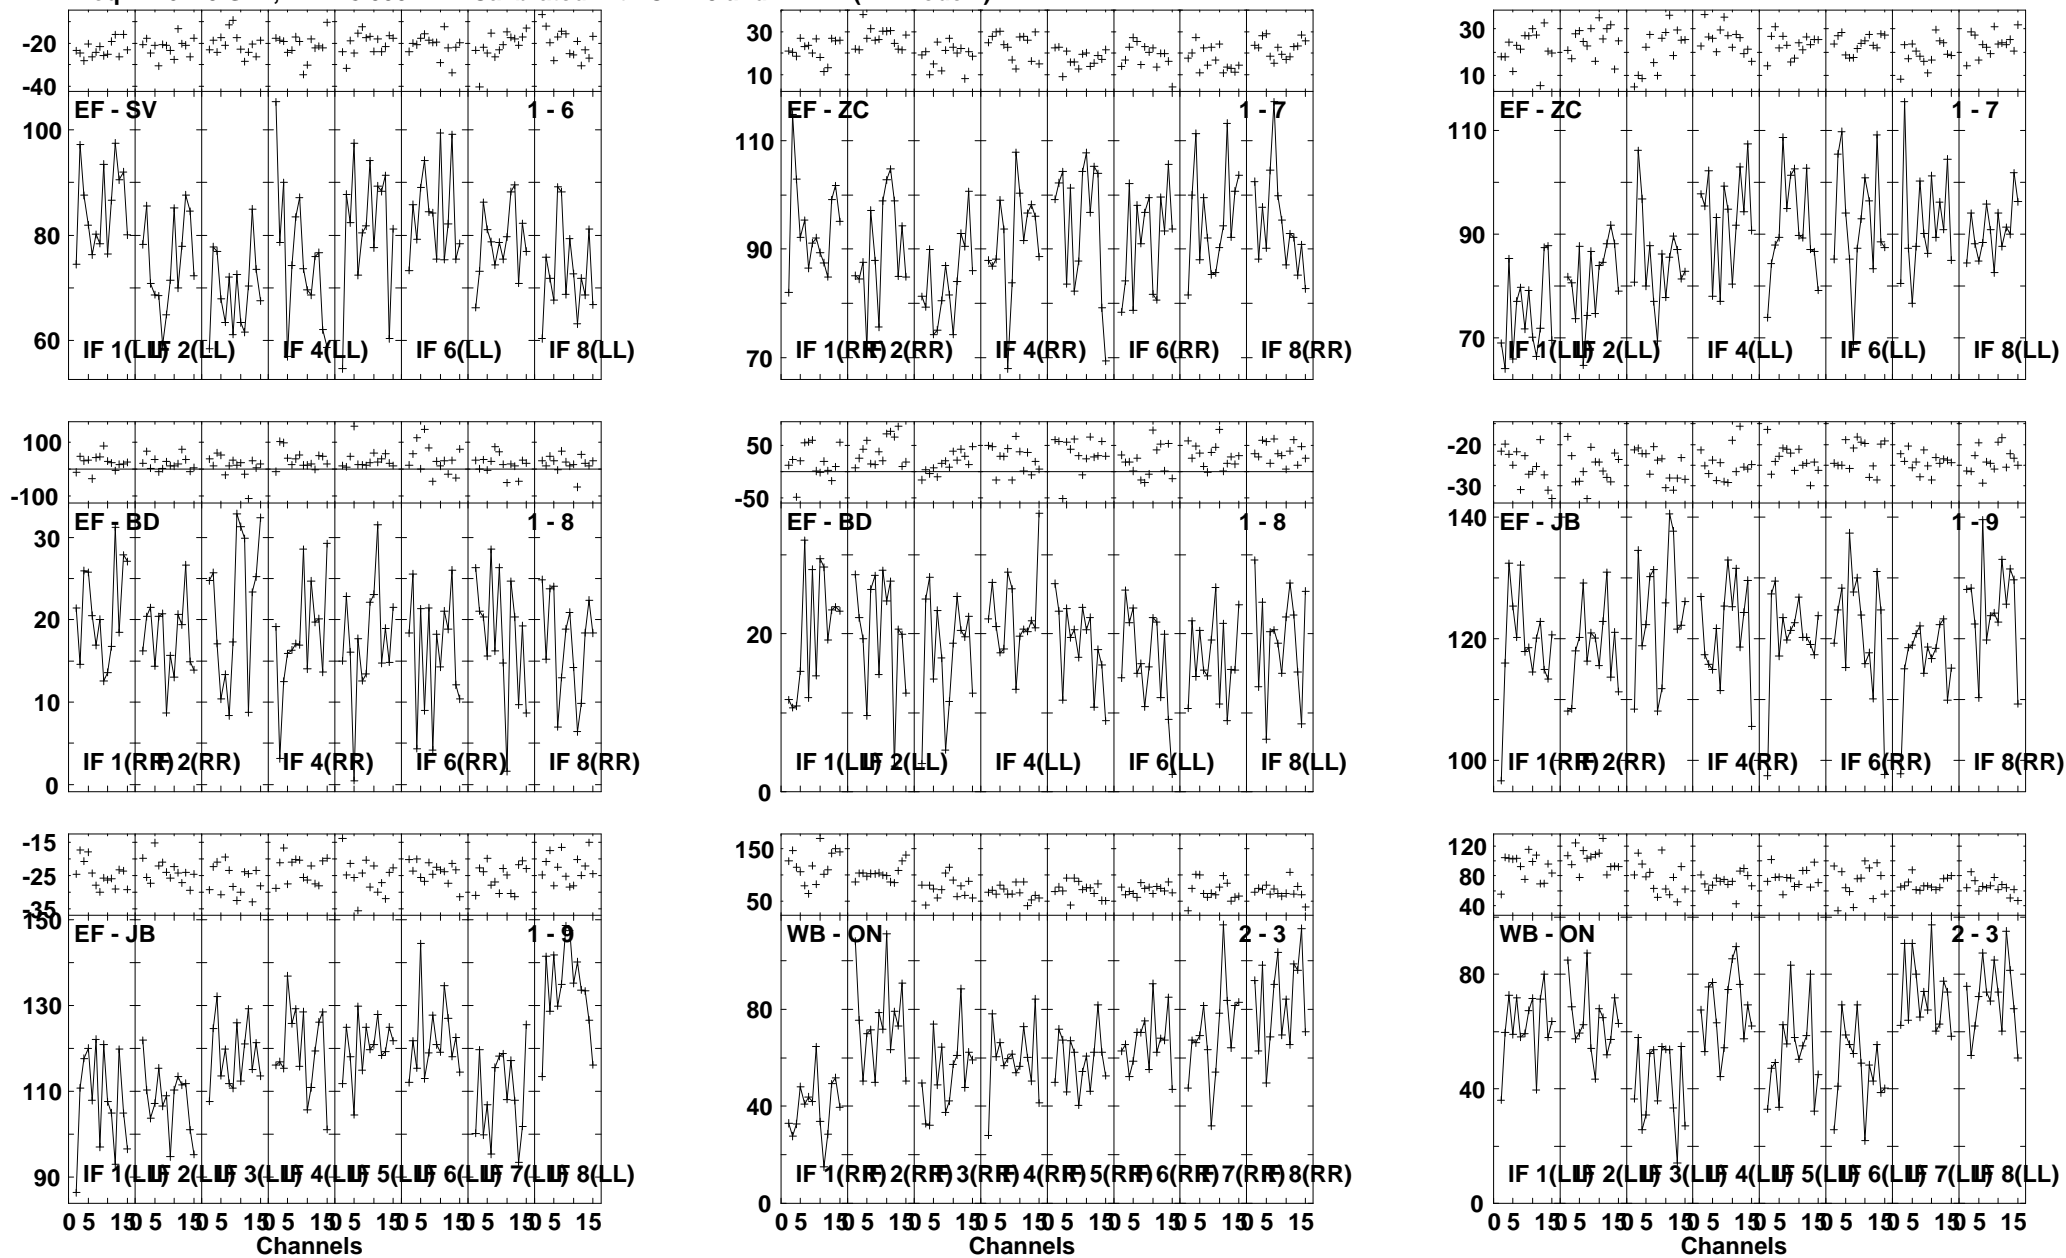 -20
-40
EF - SV 1 - 6
100
80
60
IF 1(LL) IF 2(LL) IF 4(LL) IF 6(LL) IF 8(LL)
30
10
EF - ZC 1 - 7
110
90
70
IF 1(RR) IF 2(RR) IF 4(RR) IF 6(RR) IF 8(RR)
30
10
EF - ZC 1 - 7
110
90
70
IF 1(LL) IF 2(LL) IF 4(LL) IF 6(LL) IF 8(LL)
100
-100
EF - BD 1 - 8
30
20
10
0
IF 1(RR) IF 2(RR) IF 4(RR) IF 6(RR) IF 8(RR)
50
-50
EF - BD 1 - 8
20
0
IF 1(LL) IF 2(LL) IF 4(LL) IF 6(LL) IF 8(LL)
-20
-30
EF - JB 1 - 9
140
120
100
IF 1(RR) IF 2(RR) IF 4(RR) IF 6(RR) IF 8(RR)
-15
-25
-35
EF - JB 1 - 9
150
130
110
90
IF 1(LL) IF 2(LL) IF 3(LL) IF 4(LL) IF 5(LL) IF 6(LL) IF 7(LL) IF 8(LL)
0 5 15 0 5 15 0 5 15 0 5 15
Channels
150
50
WB - ON 2 - 3
80
40
0
IF 1(RR) IF 2(RR) IF 3(RR) IF 4(RR) IF 5(RR) IF 6(RR) IF 7(RR) IF 8(RR)
0 5 15 0 5 15 0 5 15 0 5 15
Channels
120
80
40
WB - ON 2 - 3
80
40
0
IF 1(LL) IF 2(LL) IF 3(LL) IF 4(LL) IF 5(LL) IF 6(LL) IF 7(LL) IF 8(LL)
0 5 15 0 5 15 0 5 15 0 5 15
Channels